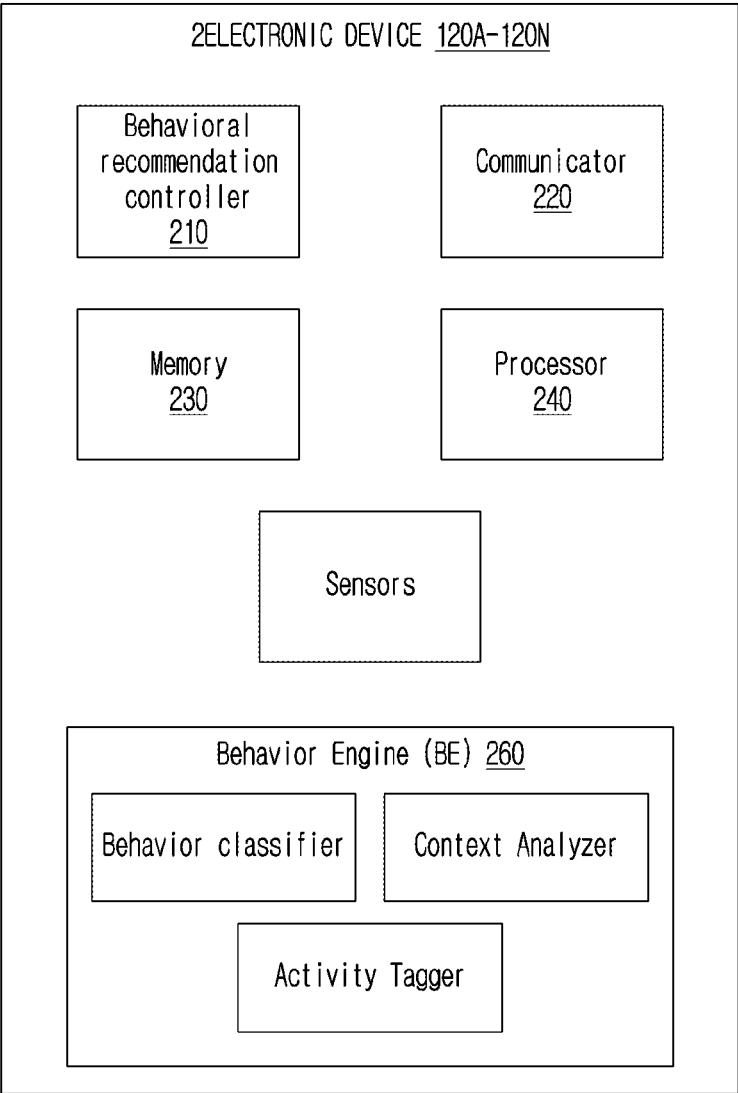 2ELECTRONIC DEVICE 120A-120N
Behavioral
recommendation
controller
210
Communicator
220
Memory
230
Processor
240
Sensors
Behavior Engine (BE) 260
Behavior classifier
Context Analyzer
Activity Tagger